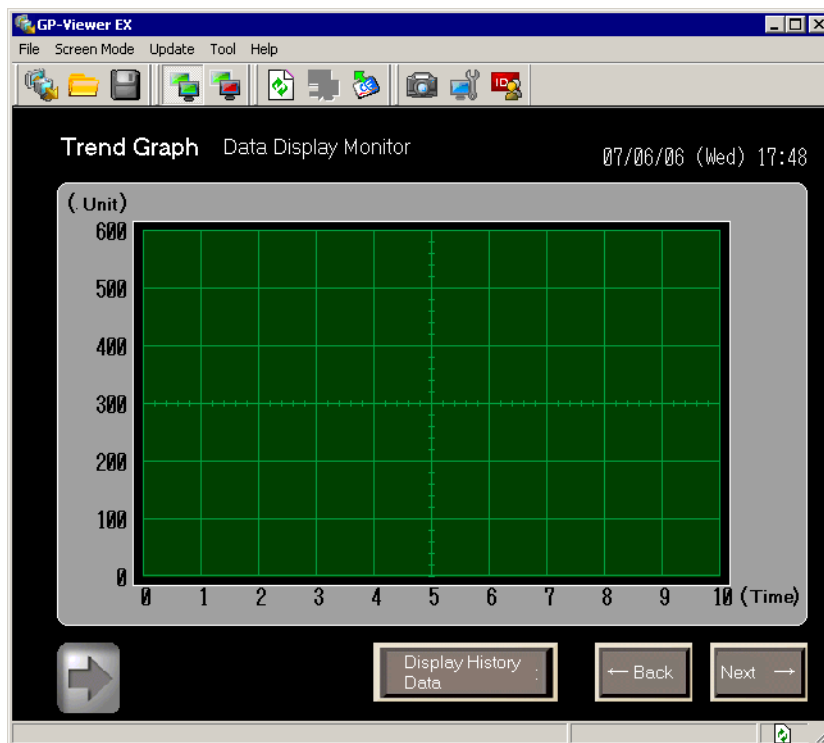 GP-Viewer EX
File Screen Mode Update Tool Help
ID
Trend Graph Data Display Monitor
07/06/06 (Wed) 17:48
(. Unit)
600
500
400
300
200
100
0
0 1 2 3 4 5 6 7 8 9 10 (Time)
Display History
Data :
← Back
Next →